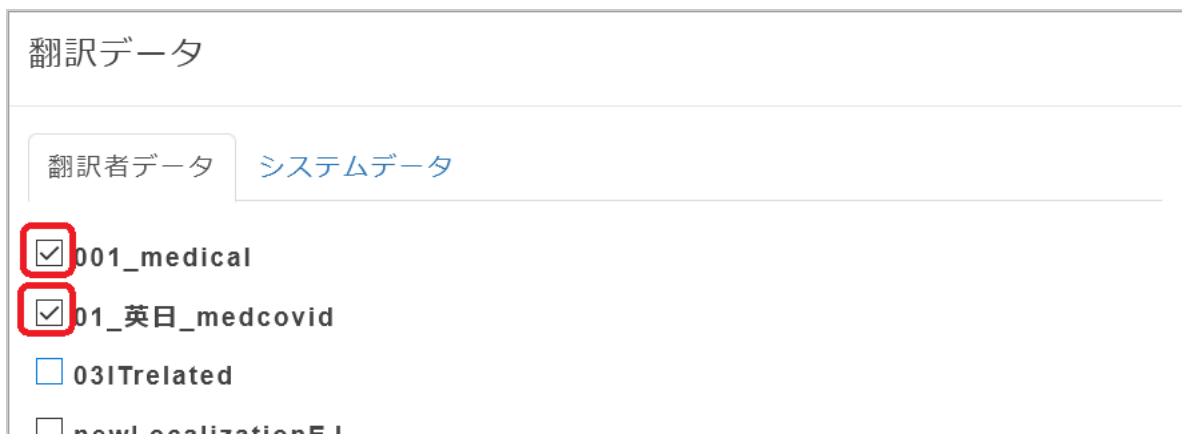 翻訳データ
翻訳者データ システムデータ
001_medical
01_英日_medcovid
03ITrelated
newLocalizationEJ